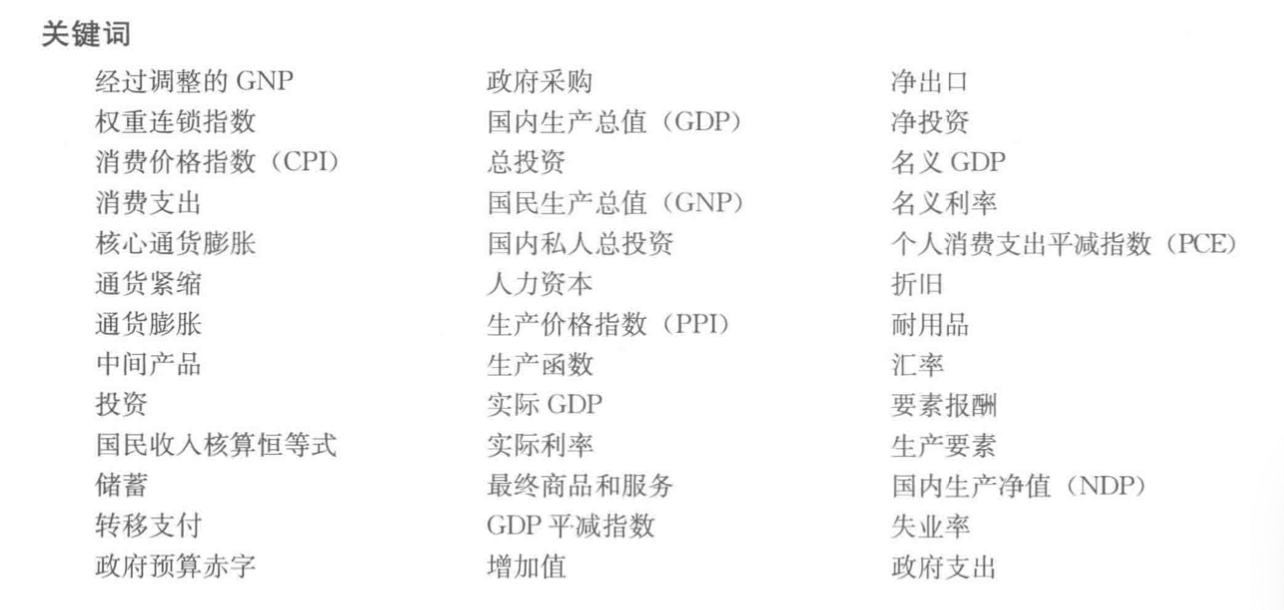 关键词
经过调整的 GNP 政府采购 净出口
权重连锁指数 国内生产总值（GDP） 净投资
消费价格指数（CPI） 总投资 名义 GDP
消费支出 国民生产总值（GNP） 名义利率
核心通货膨胀 国内私人总投资 个人消费支出平减指数（PCE）
通货紧缩 人力资本 折旧
通货膨胀 生产价格指数（PPI） 耐用品
中间产品 生产函数 汇率
投资 实际 GDP 要素报酬
国民收入核算恒等式 实际利率 生产要素
储蓄 最终商品和服务 国内生产净值（NDP）
转移支付 GDP 平减指数 失业率
政府预算赤字 增加值 政府支出